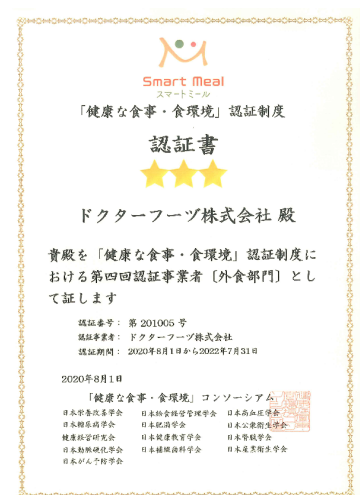 Smart Meal
スマートミール
「健康な食事・食環境」認証制度
認証書
ドクターフーヅ株式会社 殿
貴殿を「健康な食事・食環境」認証制度に
おける第四回認証事業者〔外食部門〕とし
て証します
認証番号： 第 201005 号
認証事業者： ドクターフーヅ株式会社
認証期間： 2020年8月1日から2022年7月31日
2020年8月1日
「健康な食事・食環境」コンソーシアム
日本栄養改善学会 日本給食経営管理学会 日本高血圧学会
日本糖尿病学会 日本肥満学会 日本公衆衛生学会
健康経営研究会 日本健康教育学会 日本腎臓学会
日本動脈硬化学会 日本補綴歯科学会 日本産業衛生学会
日本がん予防学会